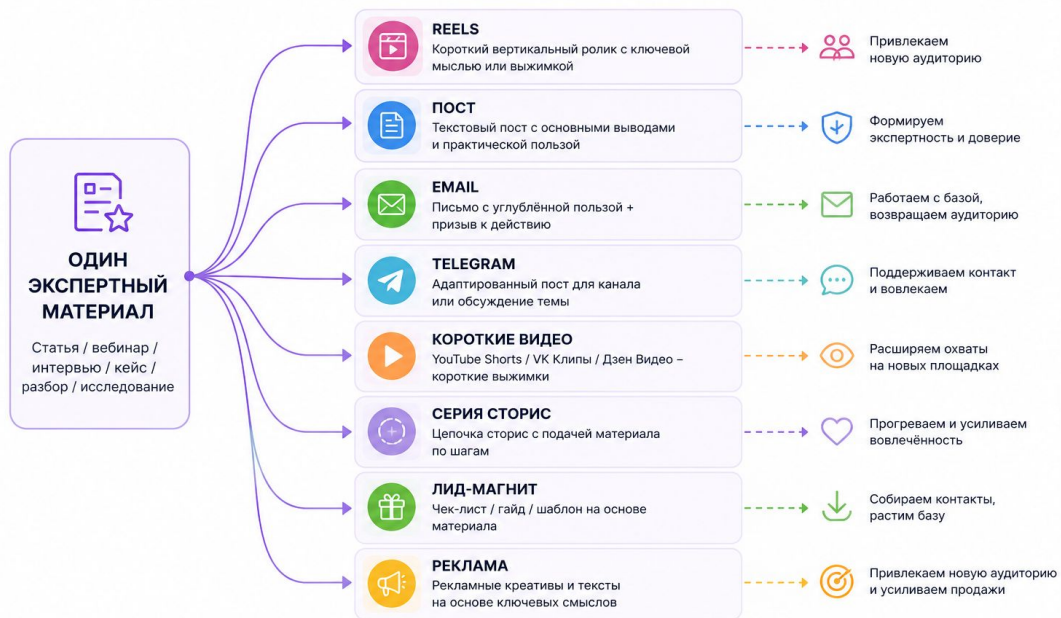 ОДИН
ЭКСПЕРТНЫЙ
МАТЕРИАЛ
Статья / вебинар /
интервью / кейс /
разбор / исследование
REELS
Короткий вертикальный ролик с ключевой
мыслью или выжимкой
Привлекаем
новую аудиторию
ПОСТ
Текстовый пост с основными выводами
и практической пользой
Формируем
экспертность и доверие
EMAIL
Письмо с углублённой пользой +
призыв к действию
Работаем с базой,
возвращаем аудиторию
TELEGRAM
Адаптированный пост для канала
или обсуждение темы
Поддерживаем контакт
и вовлекаем
КОРОТКИЕ ВИДЕО
YouTube Shorts / VK Клипы / Дзен Видео –
короткие выжимки
Расширяем охваты
на новых площадках
СЕРИЯ СТОРИС
Цепочка сторис с подачей материала
по шагам
Прогреваем и усиливаем
вовлечённость
ЛИД-МАГНИТ
Чек-лист / гайд / шаблон на основе
материала
Собираем контакты,
растим базу
РЕКЛАМА
Рекламные креативы и тексты
на основе ключевых смыслов
Привлекаем новую аудиторию
и усиливаем продажи